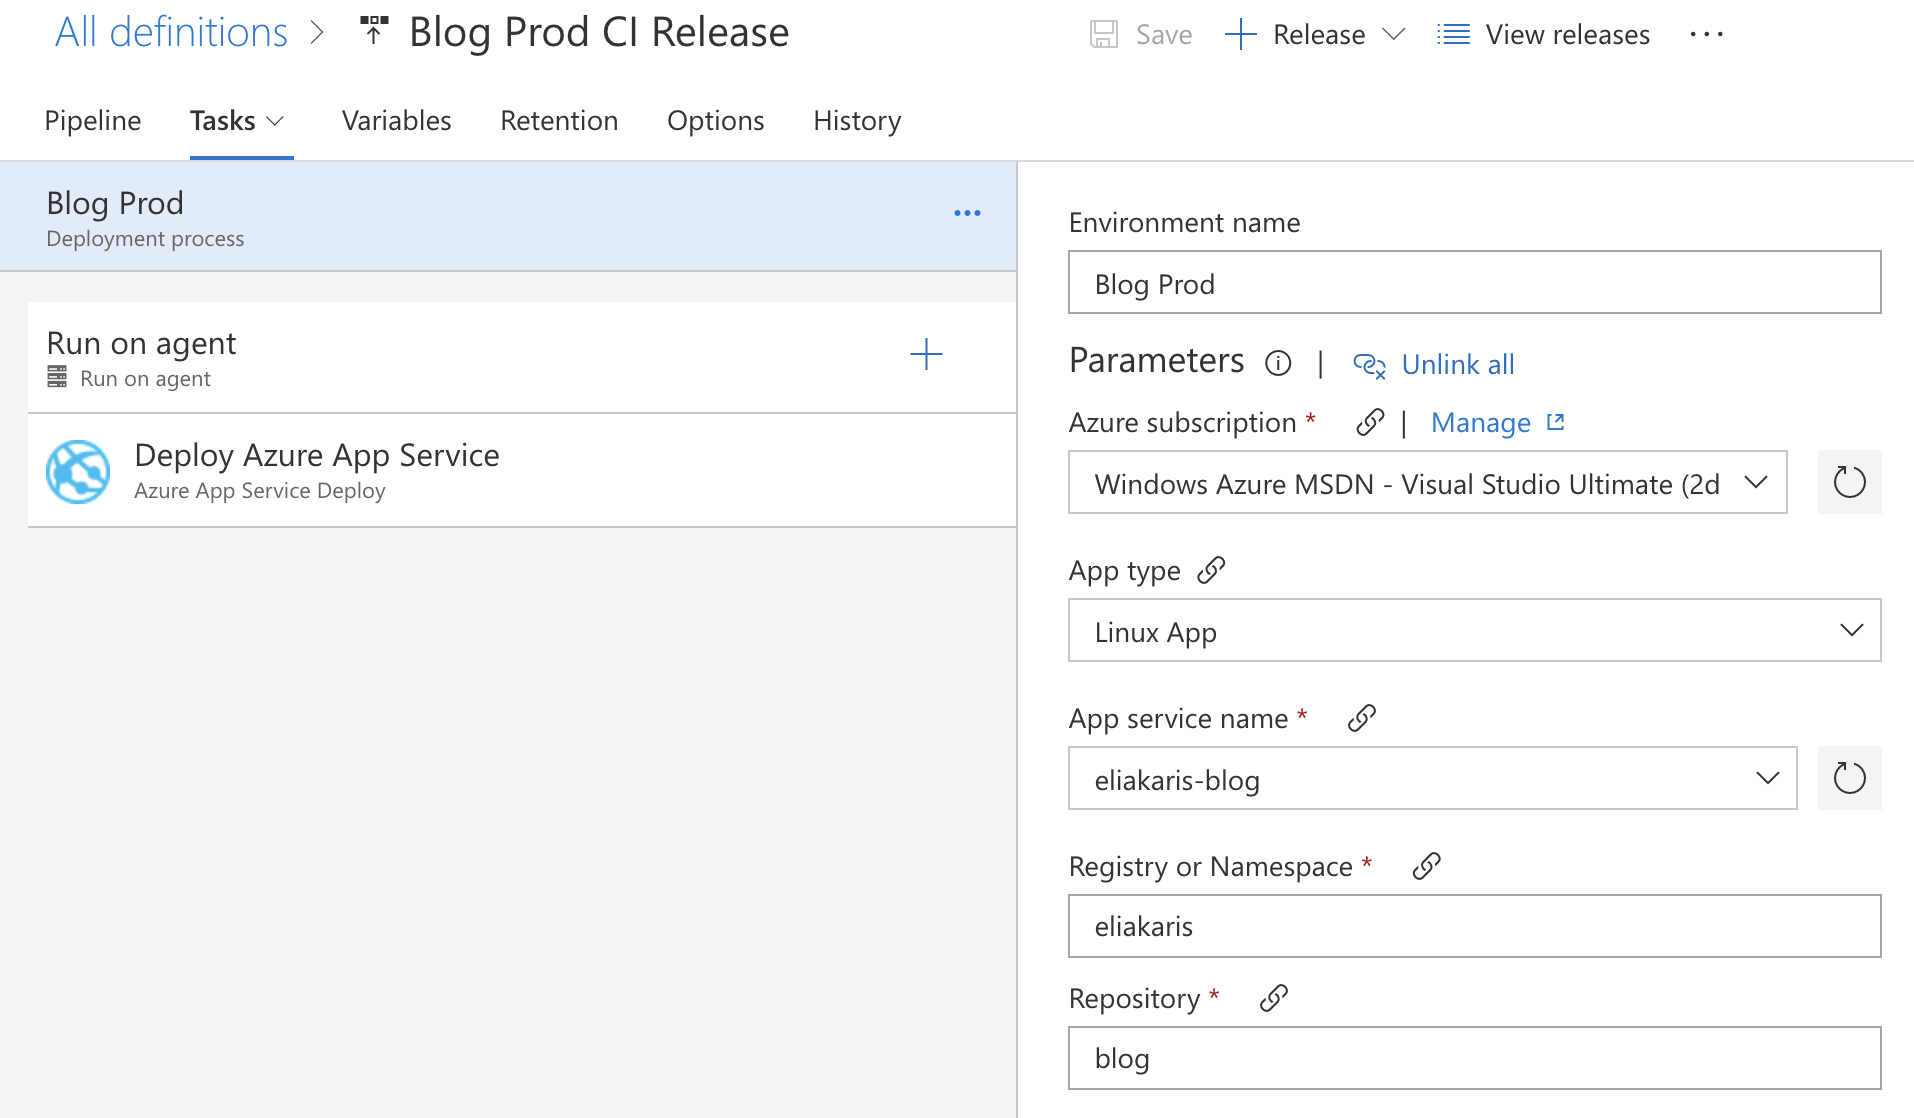 All definitions > Blog Prod CI Release
Save + Release View releases ...
Pipeline Tasks Variables Retention Options History
Blog Prod
Deployment process
Run on agent
Run on agent
Deploy Azure App Service
Azure App Service Deploy
Environment name
Blog Prod
Parameters | Unlink all
Azure subscription * | Manage
Windows Azure MSDN - Visual Studio Ultimate (2d
App type
Linux App
App service name *
eliakaris-blog
Registry or Namespace *
eliakaris
Repository *
blog